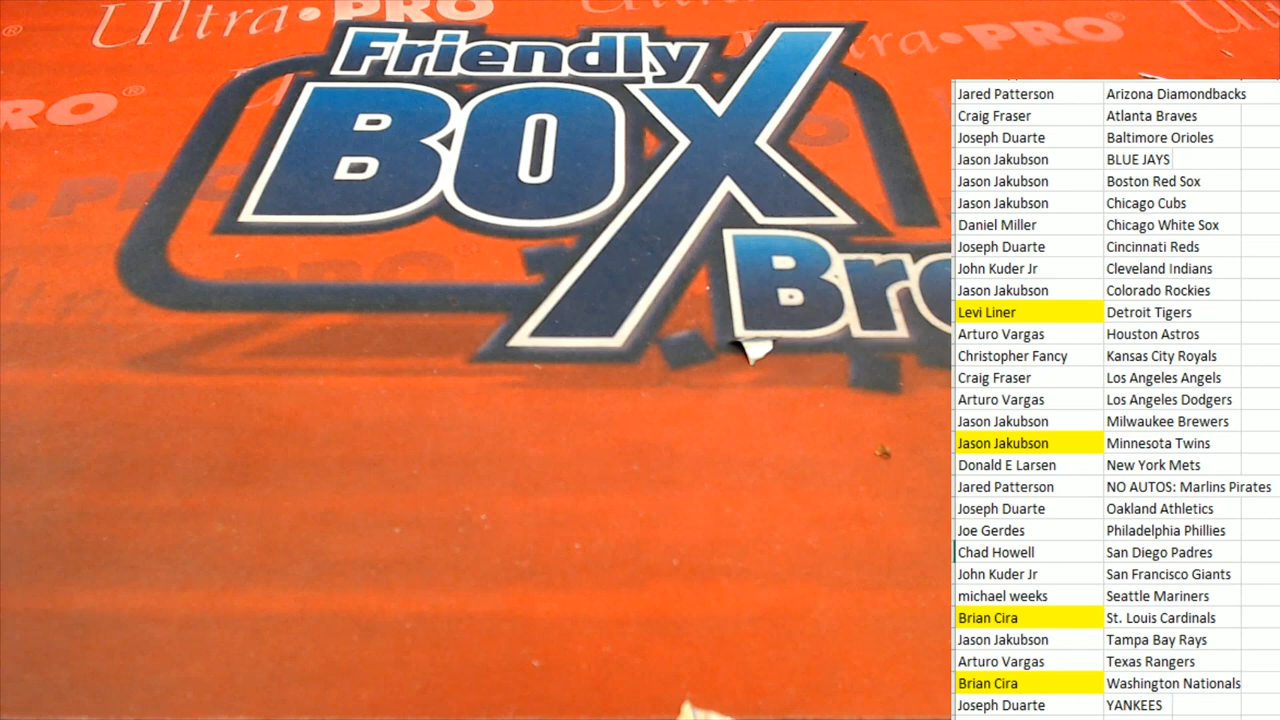 Ultra•PRO
Ultra•PRO
PRO
Friendly
BOX
Bre
Jared Patterson Arizona Diamondbacks
Craig Fraser Atlanta Braves
Joseph Duarte Baltimore Orioles
Jason Jakubson BLUE JAYS
Jason Jakubson Boston Red Sox
Jason Jakubson Chicago Cubs
Daniel Miller Chicago White Sox
Joseph Duarte Cincinnati Reds
John Kuder Jr Cleveland Indians
Jason Jakubson Colorado Rockies
Levi Liner Detroit Tigers
Arturo Vargas Houston Astros
Christopher Fancy Kansas City Royals
Craig Fraser Los Angeles Angels
Arturo Vargas Los Angeles Dodgers
Jason Jakubson Milwaukee Brewers
Jason Jakubson Minnesota Twins
Donald E Larsen New York Mets
Jared Patterson NO AUTOS: Marlins Pirates
Joseph Duarte Oakland Athletics
Joe Gerdes Philadelphia Phillies
Chad Howell San Diego Padres
John Kuder Jr San Francisco Giants
michael weeks Seattle Mariners
Brian Cira St. Louis Cardinals
Jason Jakubson Tampa Bay Rays
Arturo Vargas Texas Rangers
Brian Cira Washington Nationals
Joseph Duarte YANKEES